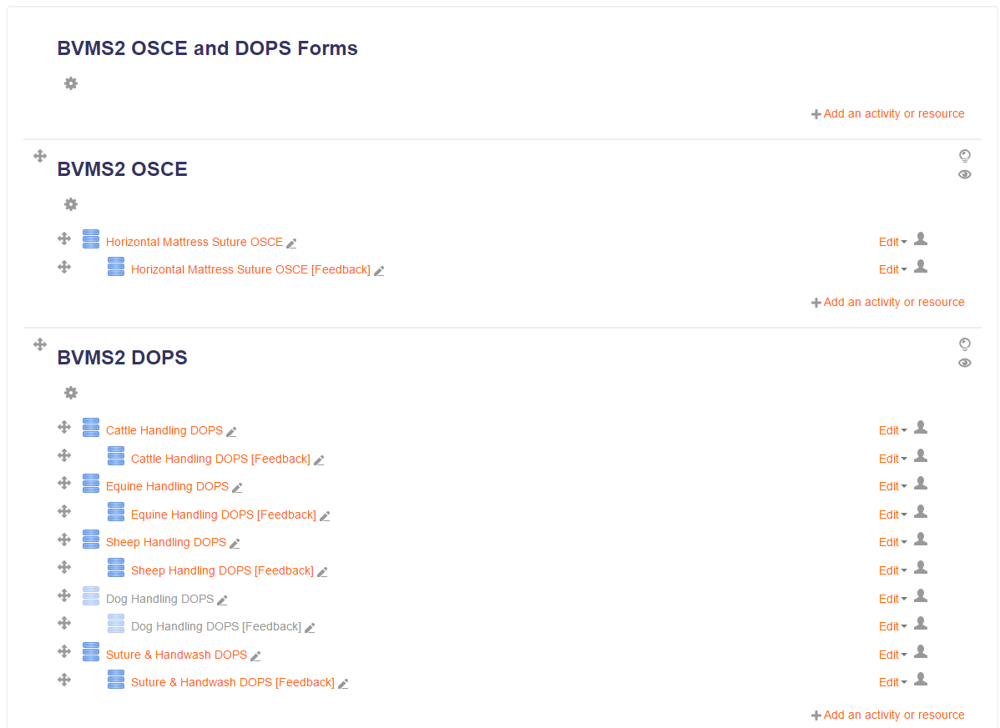 BVMS2 OSCE and DOPS Forms
Add an activity or resource
BVMS2 OSCE
Horizontal Mattress Suture OSCE Edit
Horizontal Mattress Suture OSCE [Feedback] Edit
Add an activity or resource
BVMS2 DOPS
Cattle Handling DOPS Edit
Cattle Handling DOPS [Feedback] Edit
Equine Handling DOPS Edit
Equine Handling DOPS [Feedback] Edit
Sheep Handling DOPS Edit
Sheep Handling DOPS [Feedback] Edit
Dog Handling DOPS Edit
Dog Handling DOPS [Feedback] Edit
Suture & Handwash DOPS Edit
Suture & Handwash DOPS [Feedback] Edit
Add an activity or resource